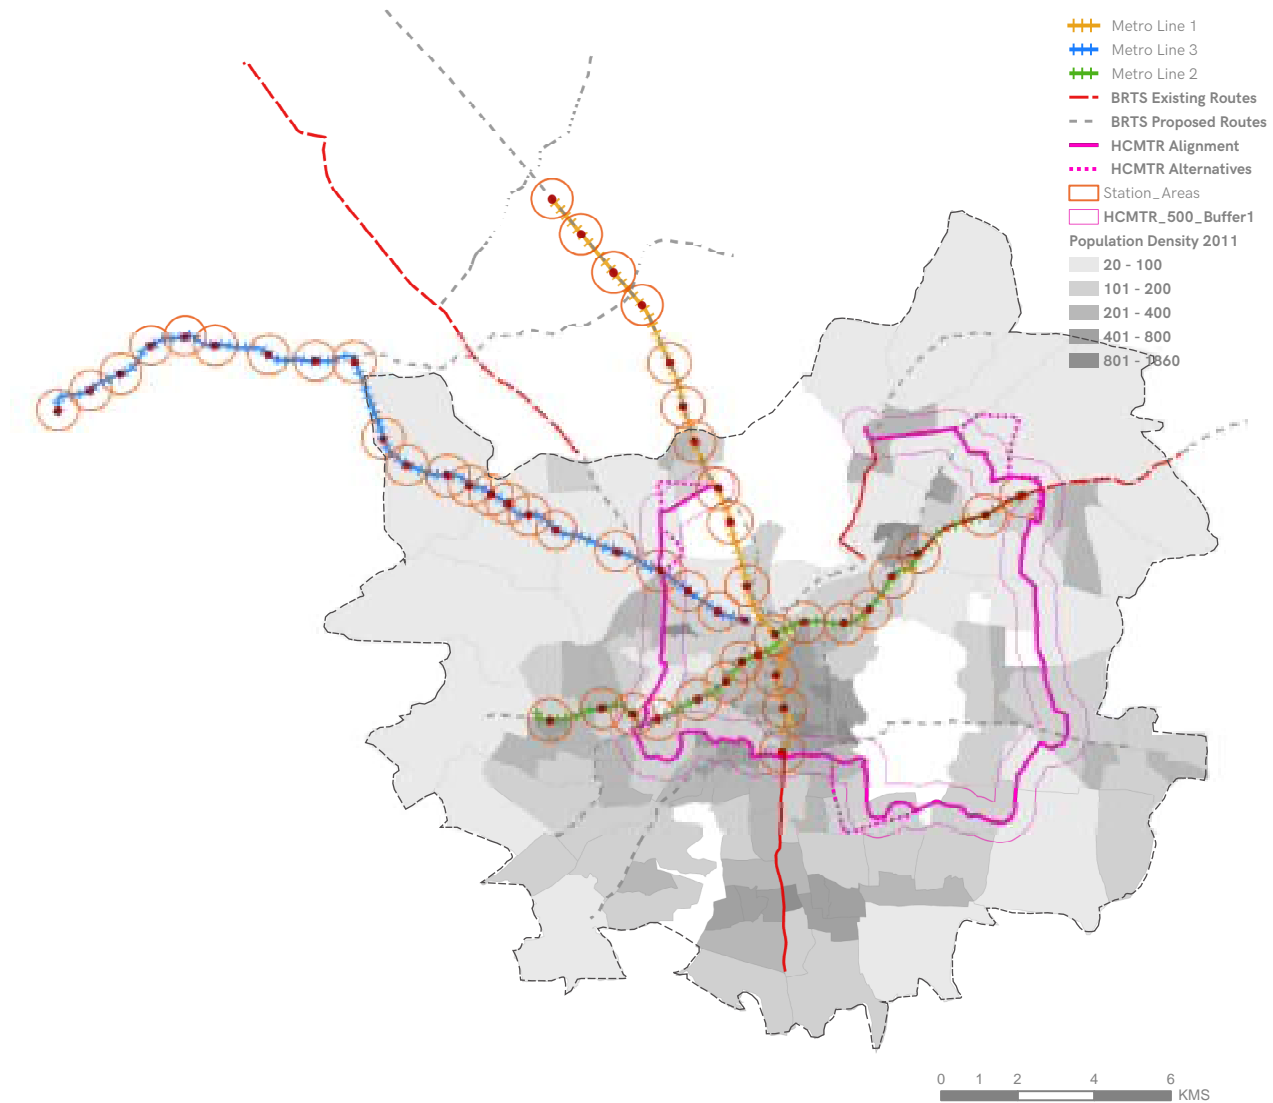 Metro Line 1
Metro Line 3
Metro Line 2
BRTS Existing Routes
BRTS Proposed Routes
HCMTR Alignment
HCMTR Alternatives
Station_Areas
HCMTR_500_Buffer1
Population Density 2011
20 - 100
101 - 200
201 - 400
401 - 800
801 - 1860
0 1 2 4 6
KMS